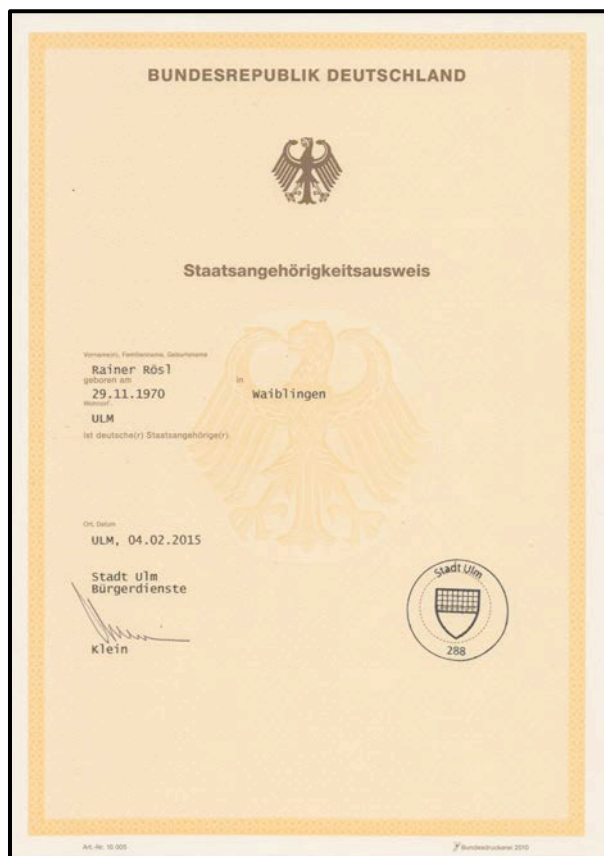 BUNDESREPUBLIK DEUTSCHLAND
Staatsangehörigkeitsausweis
Vorname(n), Familienname, Geburtsname
Rainer Rösl
geboren am in
29.11.1970 Waiblingen
Wohnort
ULM
ist deutsche(r) Staatsangehörige(r)
Ort, Datum
ULM, 04.02.2015
Stadt Ulm
Bürgerdienste
Klein
Stadt Ulm
288
Art.-Nr. 10 005 Bundesdruckerei 2010